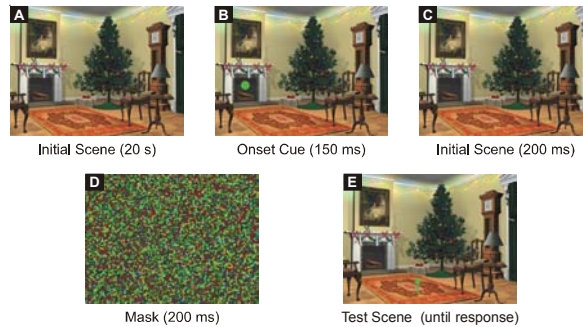 A
Initial Scene (20 s)
B
Onset Cue (150 ms)
C
Initial Scene (200 ms)
D
Mask (200 ms)
E
Test Scene (until response)